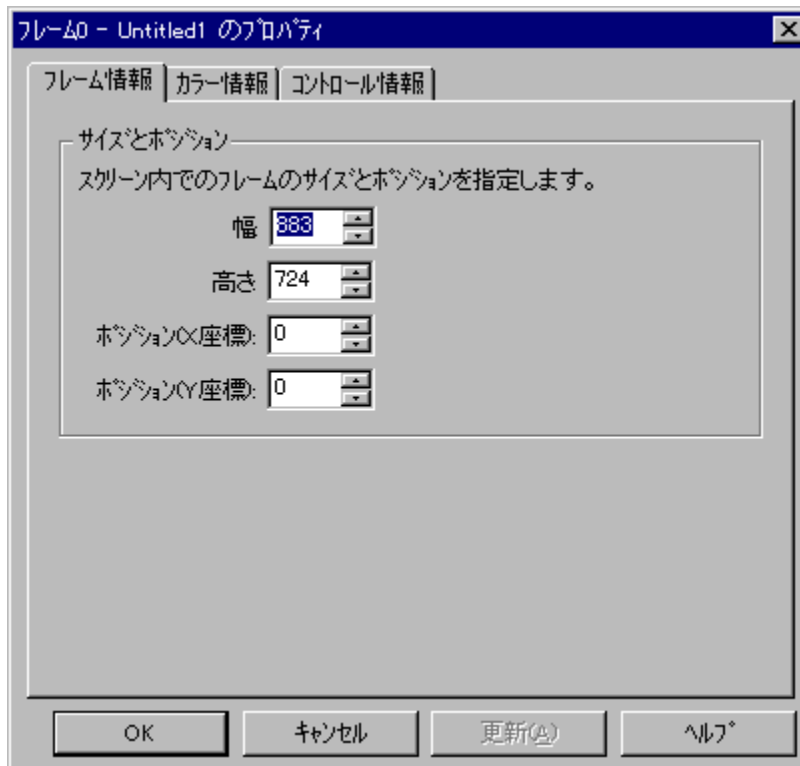 フレーム0 - Untitled1 のプロパティ
フレーム情報 カラー情報 コントロール情報
サイズとポジション
スクリーン内でのフレームのサイズとポジションを指定します。
幅 883
高さ 724
ポジション(X座標): 0
ポジション(Y座標): 0
OK キャンセル 更新(A) ヘルプ